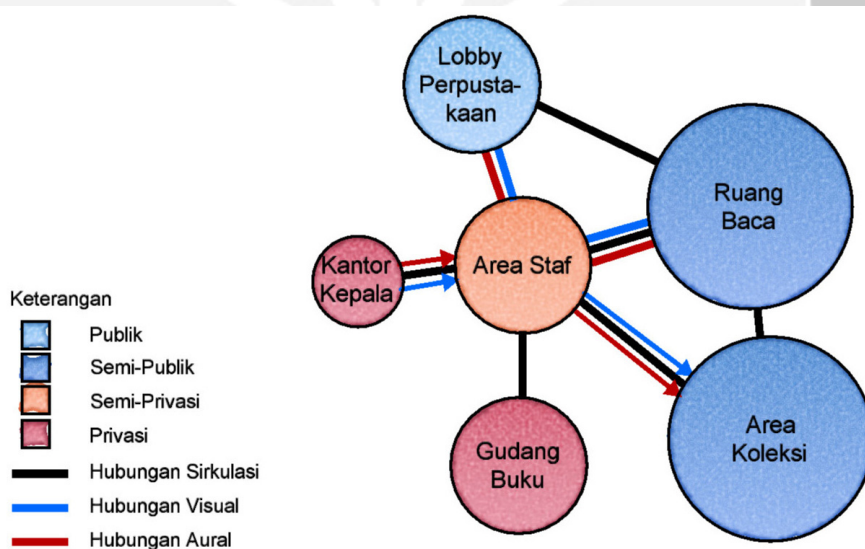 Lobby
Perpusta-
kaan
Ruang
Baca
Kantor
Kepala
Area Staf
Gudang
Buku
Area
Koleksi
Keterangan
Publik
Semi-Publik
Semi-Privasi
Privasi
Hubungan Sirkulasi
Hubungan Visual
Hubungan Aural